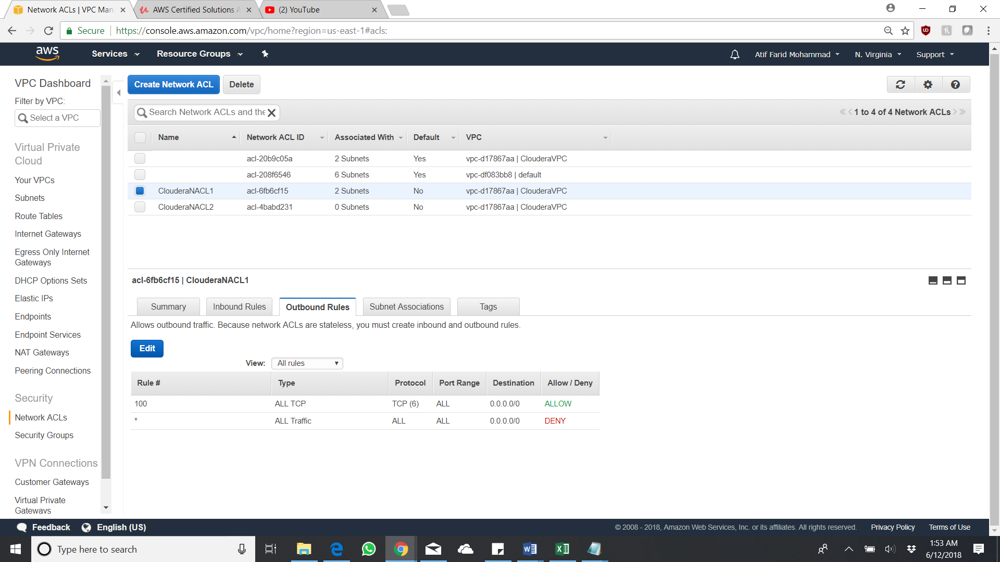 Network ACLs | VPC Man
AWS Certified Solutions A
(2) YouTube
Secure
https://console.aws.amazon.com/vpc/home?region=us-east-1#acls:
aws
Services
Resource Groups
Atif Farid Mohammad
N. Virginia
Support
VPC Dashboard
Filter by VPC:
Select a VPC
Virtual Private
Cloud
Your VPCs
Subnets
Route Tables
Internet Gateways
Egress Only Internet
Gateways
DHCP Options Sets
Elastic IPs
Endpoints
Endpoint Services
NAT Gateways
Peering Connections
Security
Network ACLs
Security Groups
VPN Connections
Customer Gateways
Virtual Private
Gateways
Create Network ACL
Delete
Search Network ACLs and the
1 to 4 of 4 Network ACLs
Name Network ACL ID Associated With Default VPC
acl-20b9c05a 2 Subnets Yes vpc-d17867aa | ClouderaVPC
acl-208f6546 6 Subnets Yes vpc-df083bb8 | default
ClouderaNACL1 acl-6fb6cf15 2 Subnets No vpc-d17867aa | ClouderaVPC
ClouderaNACL2 acl-4babd231 0 Subnets No vpc-d17867aa | ClouderaVPC
acl-6fb6cf15 | ClouderaNACL1
Summary
Inbound Rules
Outbound Rules
Subnet Associations
Tags
Allows outbound traffic. Because network ACLs are stateless, you must create inbound and outbound rules.
Edit
View: All rules
Rule # Type Protocol Port Range Destination Allow / Deny
100 ALL TCP TCP (6) ALL 0.0.0.0/0 ALLOW
* ALL Traffic ALL ALL 0.0.0.0/0 DENY
Feedback
English (US)
© 2008 - 2018, Amazon Web Services, Inc. or its affiliates. All rights reserved.
Privacy Policy
Terms of Use
Type here to search
1:53 AM
6/12/2018